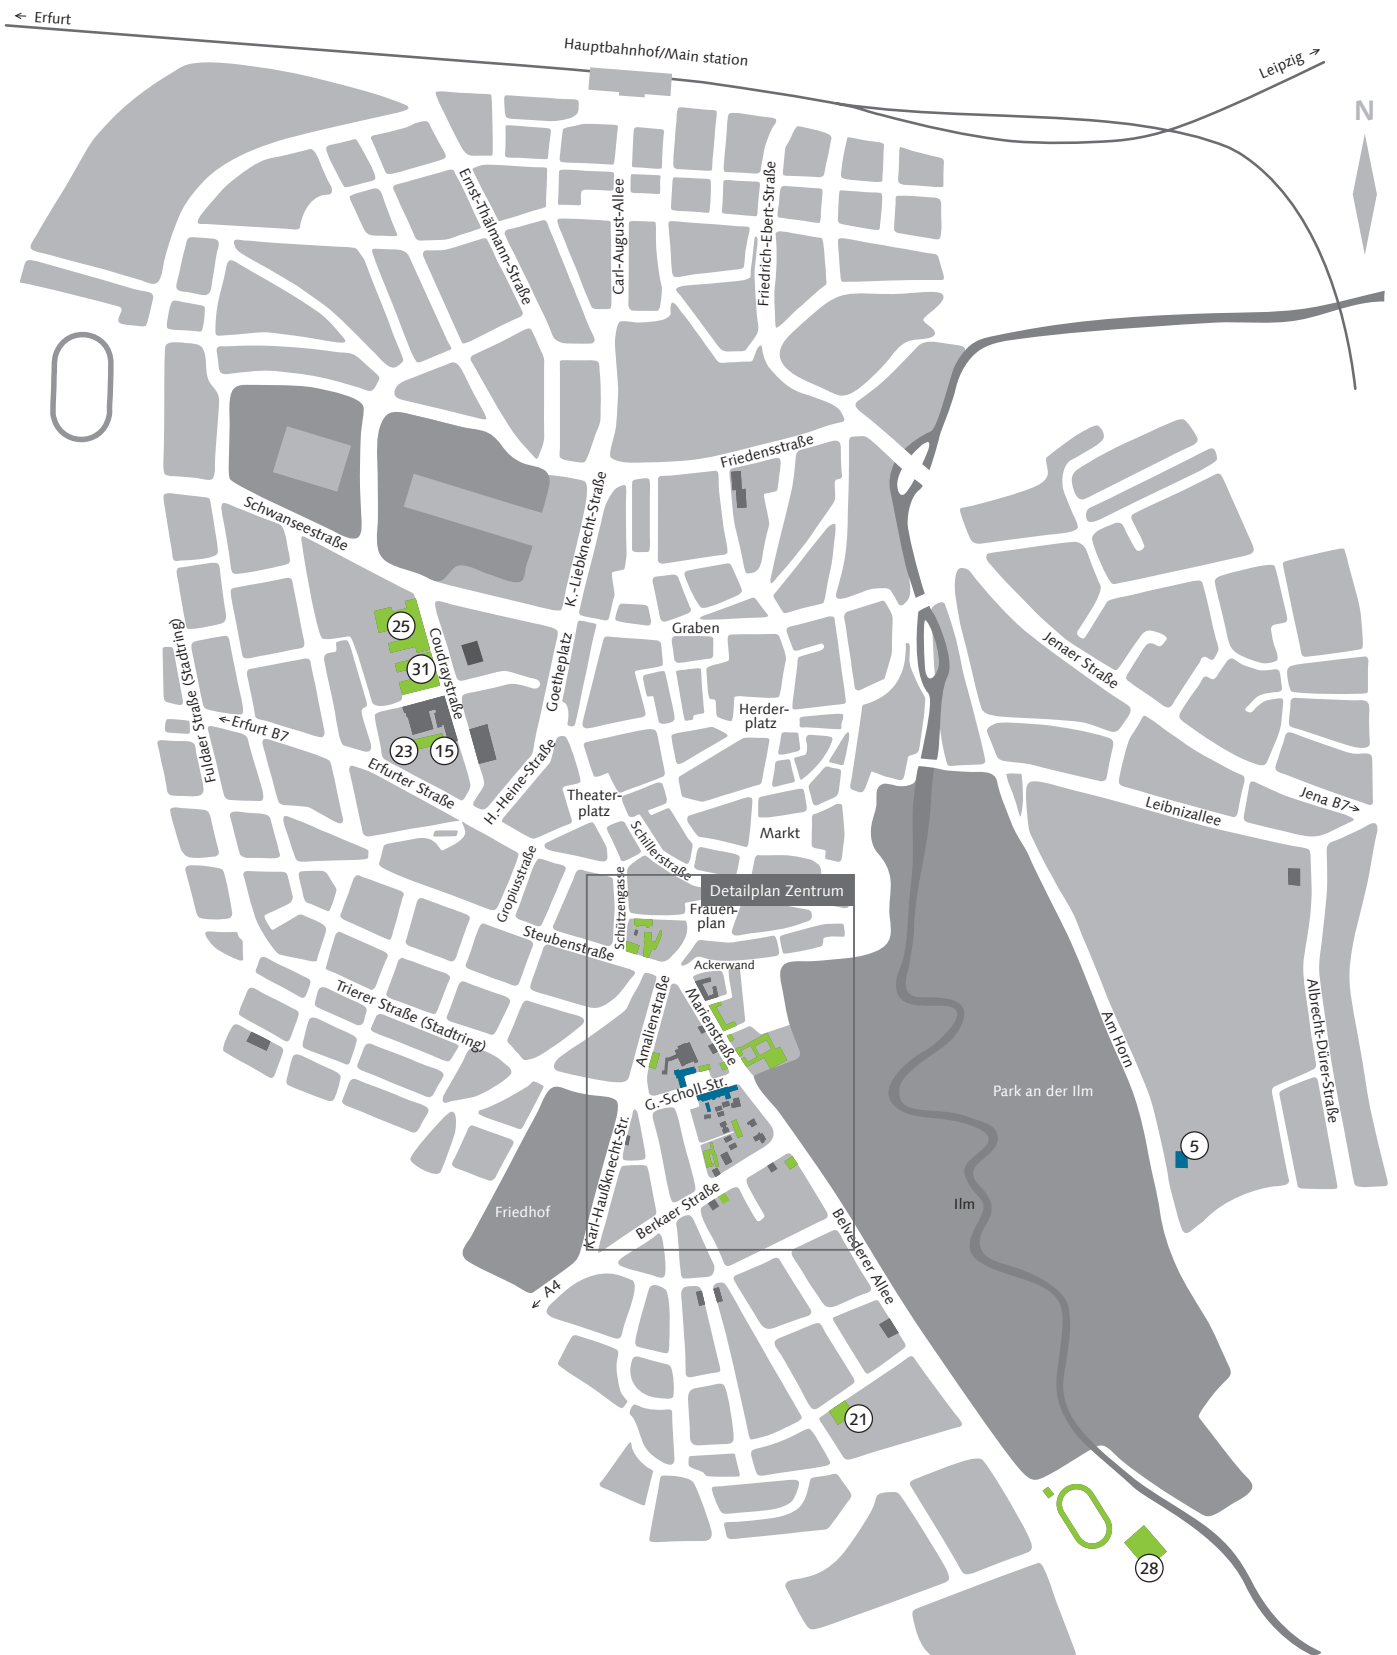 ← Erfurt
Hauptbahnhof/Main station
Leipzig →
N
Ernst-Thälmann-Straße
Carl-August-Allee
Friedrich-Ebert-Straße
Friedensstraße
Schwanseestraße
K.-Liebknecht-Straße
25
Coudraystraße
Graben
Goetheplatz
Fuldaer Straße (Stadtring)
31
Jenaer Straße
Herder-
platz
← Erfurt B7
23
15
Erfurter Straße
H.-Heine-Straße
Theater-
platz
Schillerstraße
Markt
Leibnizallee
Jena B7→
Gropiusstraße
Schützengasse
Detailplan Zentrum
Frauen-
plan
Steubenstraße
Ackerwand
Trierer Straße (Stadtring)
Amalienstraße
Marienstraße
Am Horn
Albrecht-Dürer-Straße
G.-Scholl-Str.
Park an der Ilm
5
Karl-Haußknecht-Str.
Friedhof
Berkaer Straße
Ilm
Belvederer Allee
← A4
21
28